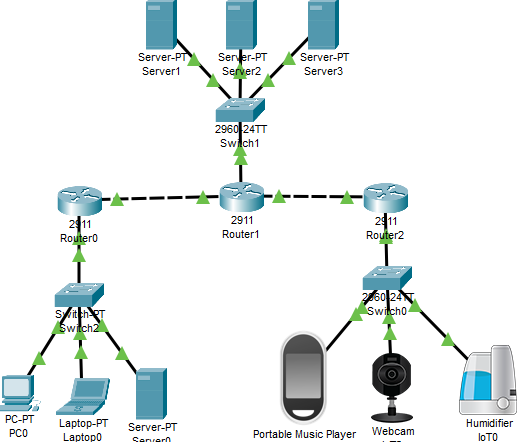 Server-PT
Server1
Server-PT
Server2
Server-PT
Server3
2960-24TT
Switch1
2911
Router0
2911
Router1
2911
Router2
Switch-PT
Switch2
2960-24TT
Switch0
PC-PT
PC0
Laptop-PT
Laptop0
Server-PT
Server0
Portable Music Player
Webcam
Humidifier
IoT0